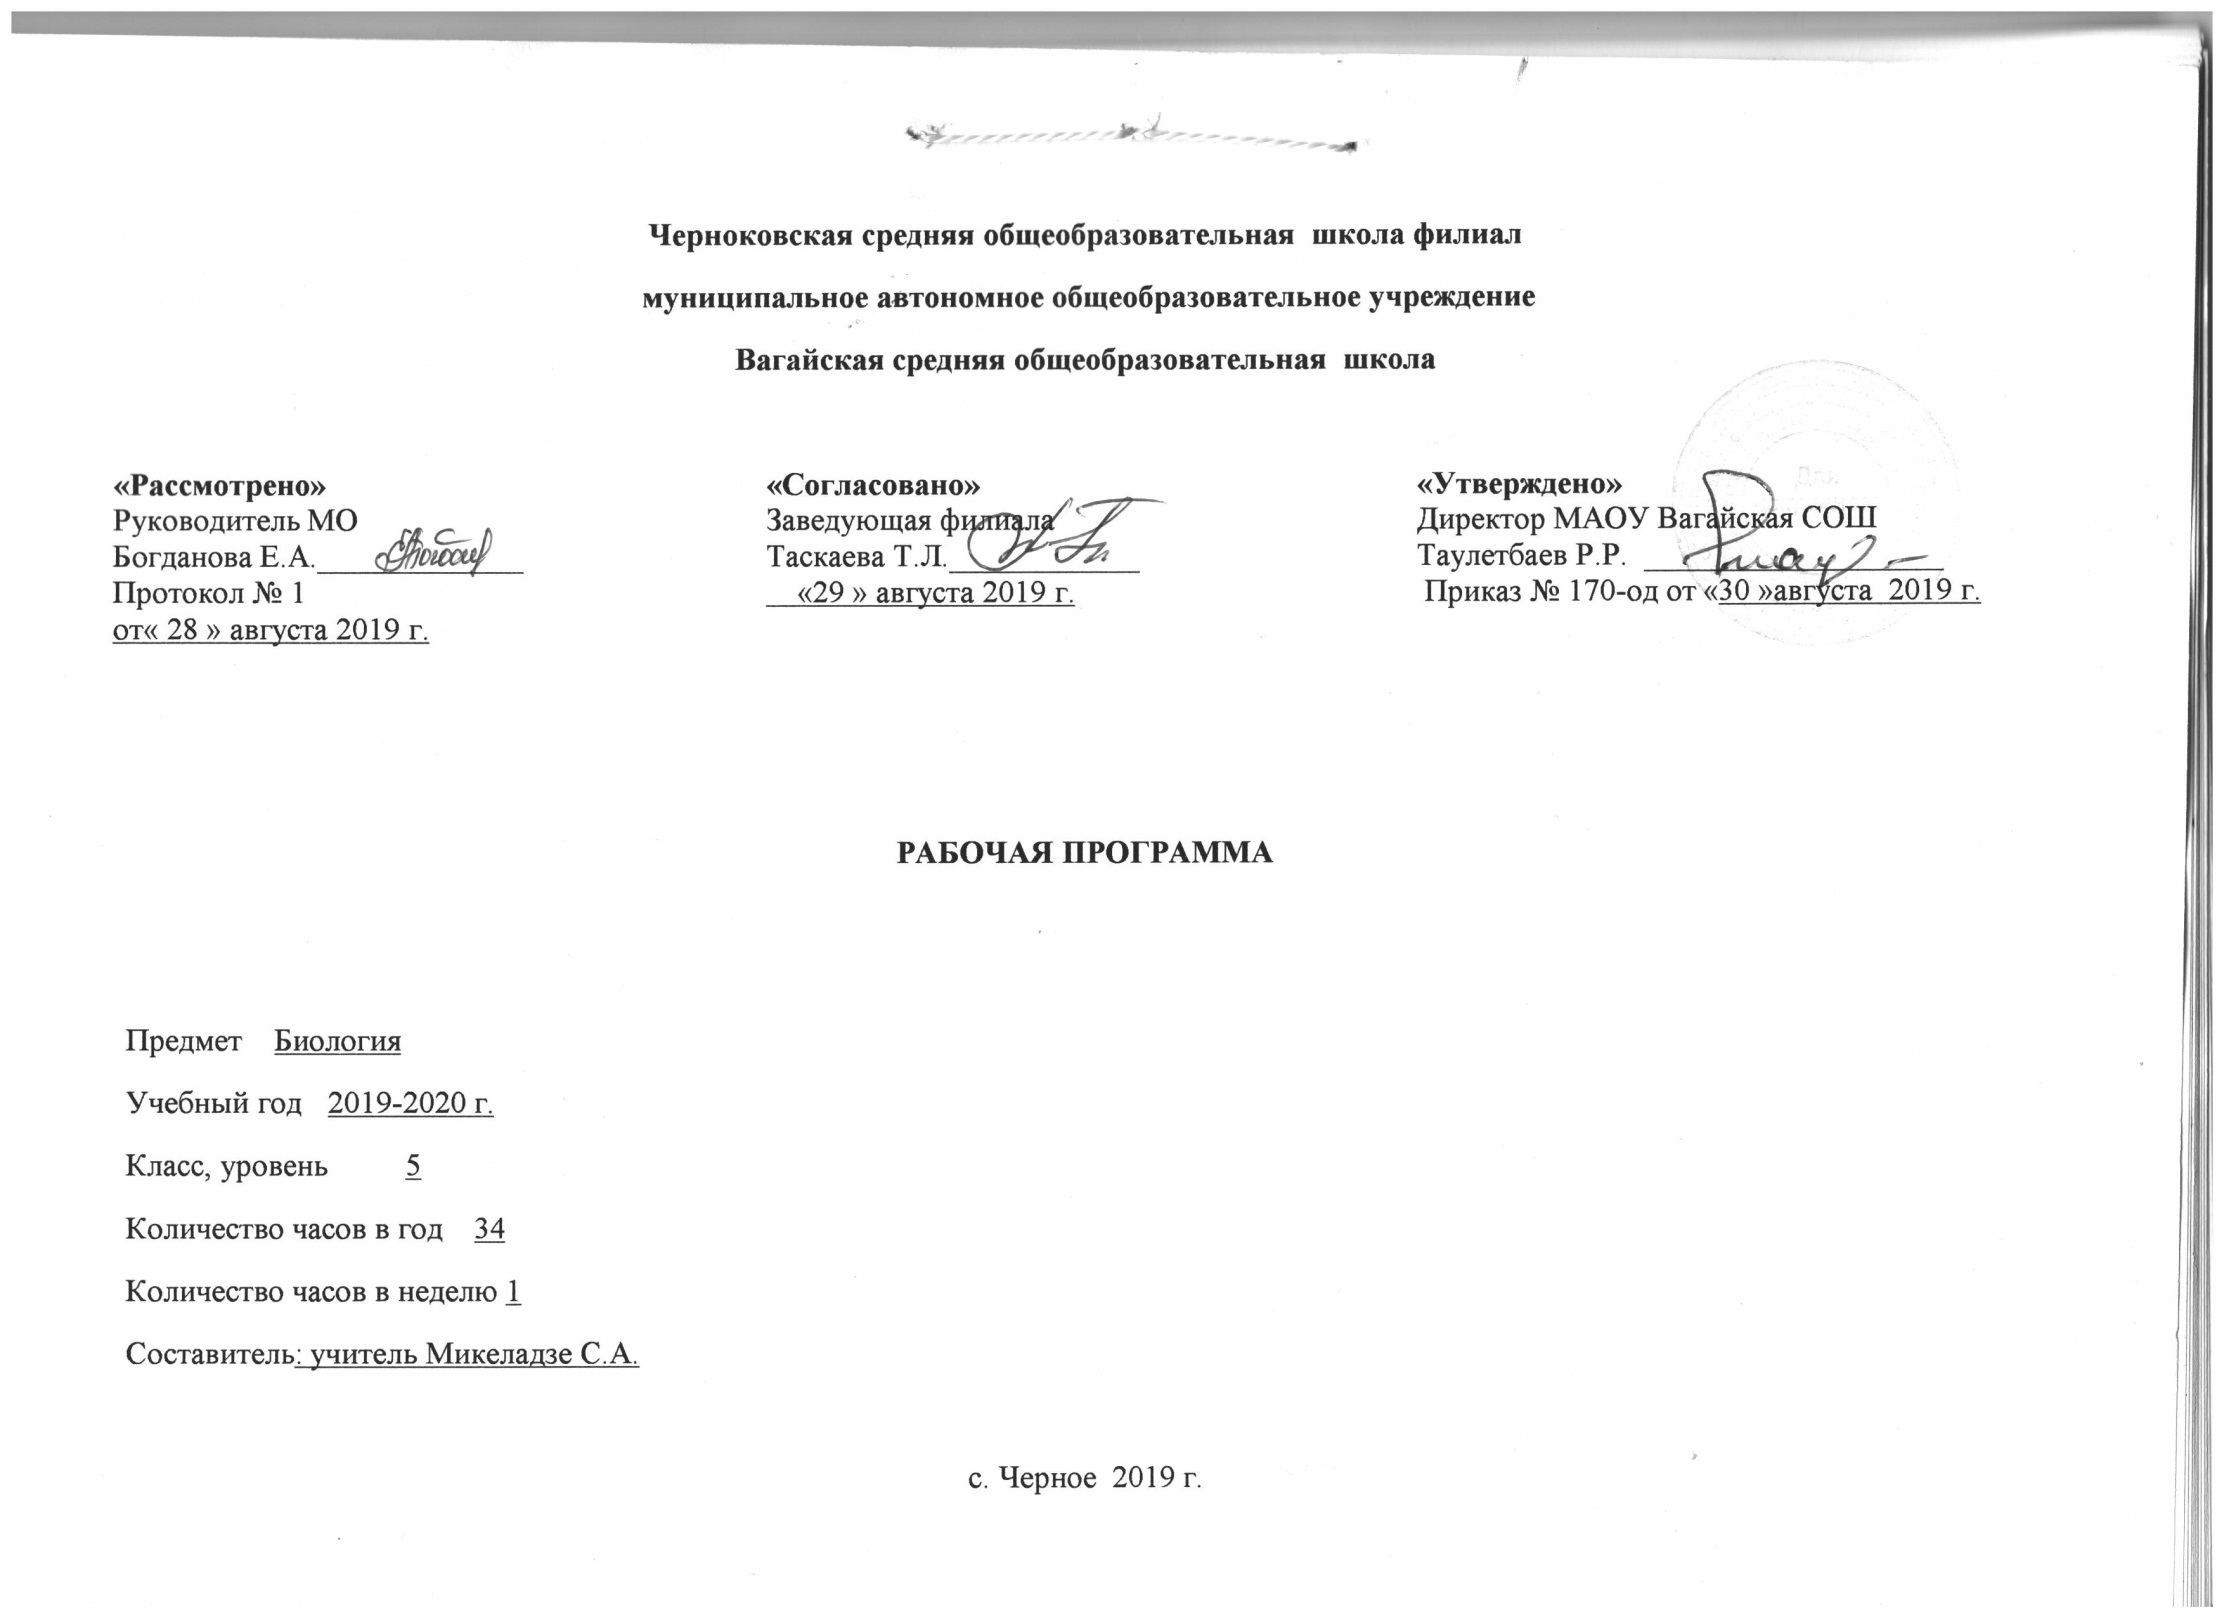 Черноковская средняя общеобразовательная школа филиал
муниципальное автономное общеобразовательное учреждение
Вагайская средняя общеобразовательная школа
«Рассмотрено»
Руководитель МО
Богданова Е.А.
Протокол № 1
от« 28 » августа 2019 г.
«Согласовано»
Заведующая филиала
Таскаева Т.Л.
«29 » августа 2019 г.
«Утверждено»
Директор МАОУ Вагайская СОШ
Таулетбаев Р.Р.
Приказ № 170-од от «30 »августа 2019 г.
РАБОЧАЯ ПРОГРАММА
Предмет Биология
Учебный год 2019-2020 г.
Класс, уровень 5
Количество часов в год 34
Количество часов в неделю 1
Составитель: учитель Микеладзе С.А.
с. Черное 2019 г.